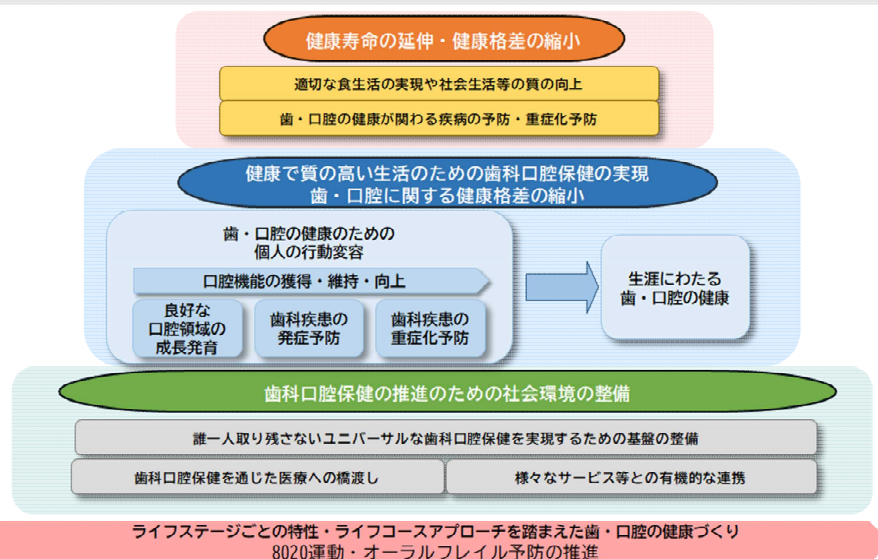 健康寿命の延伸・健康格差の縮小
適切な食生活の実現や社会生活等の質の向上
歯・口腔の健康が関わる疾病の予防・重症化予防
健康で質の高い生活のための歯科口腔保健の実現
歯・口腔に関する健康格差の縮小
歯・口腔の健康のための
個人の行動変容
口腔機能の獲得・維持・向上
良好な
口腔領域の
成長発育
歯科疾患の
発症予防
歯科疾患の
重症化予防
生涯にわたる
歯・口腔の健康
歯科口腔保健の推進のための社会環境の整備
誰一人取り残さないユニバーサルな歯科口腔保健を実現するための基盤の整備
歯科口腔保健を通じた医療への橋渡し
様々なサービス等との有機的な連携
ライフステージごとの特性・ライフコースアプローチを踏まえた歯・口腔の健康づくり
8020運動・オーラルフレイル予防の推進